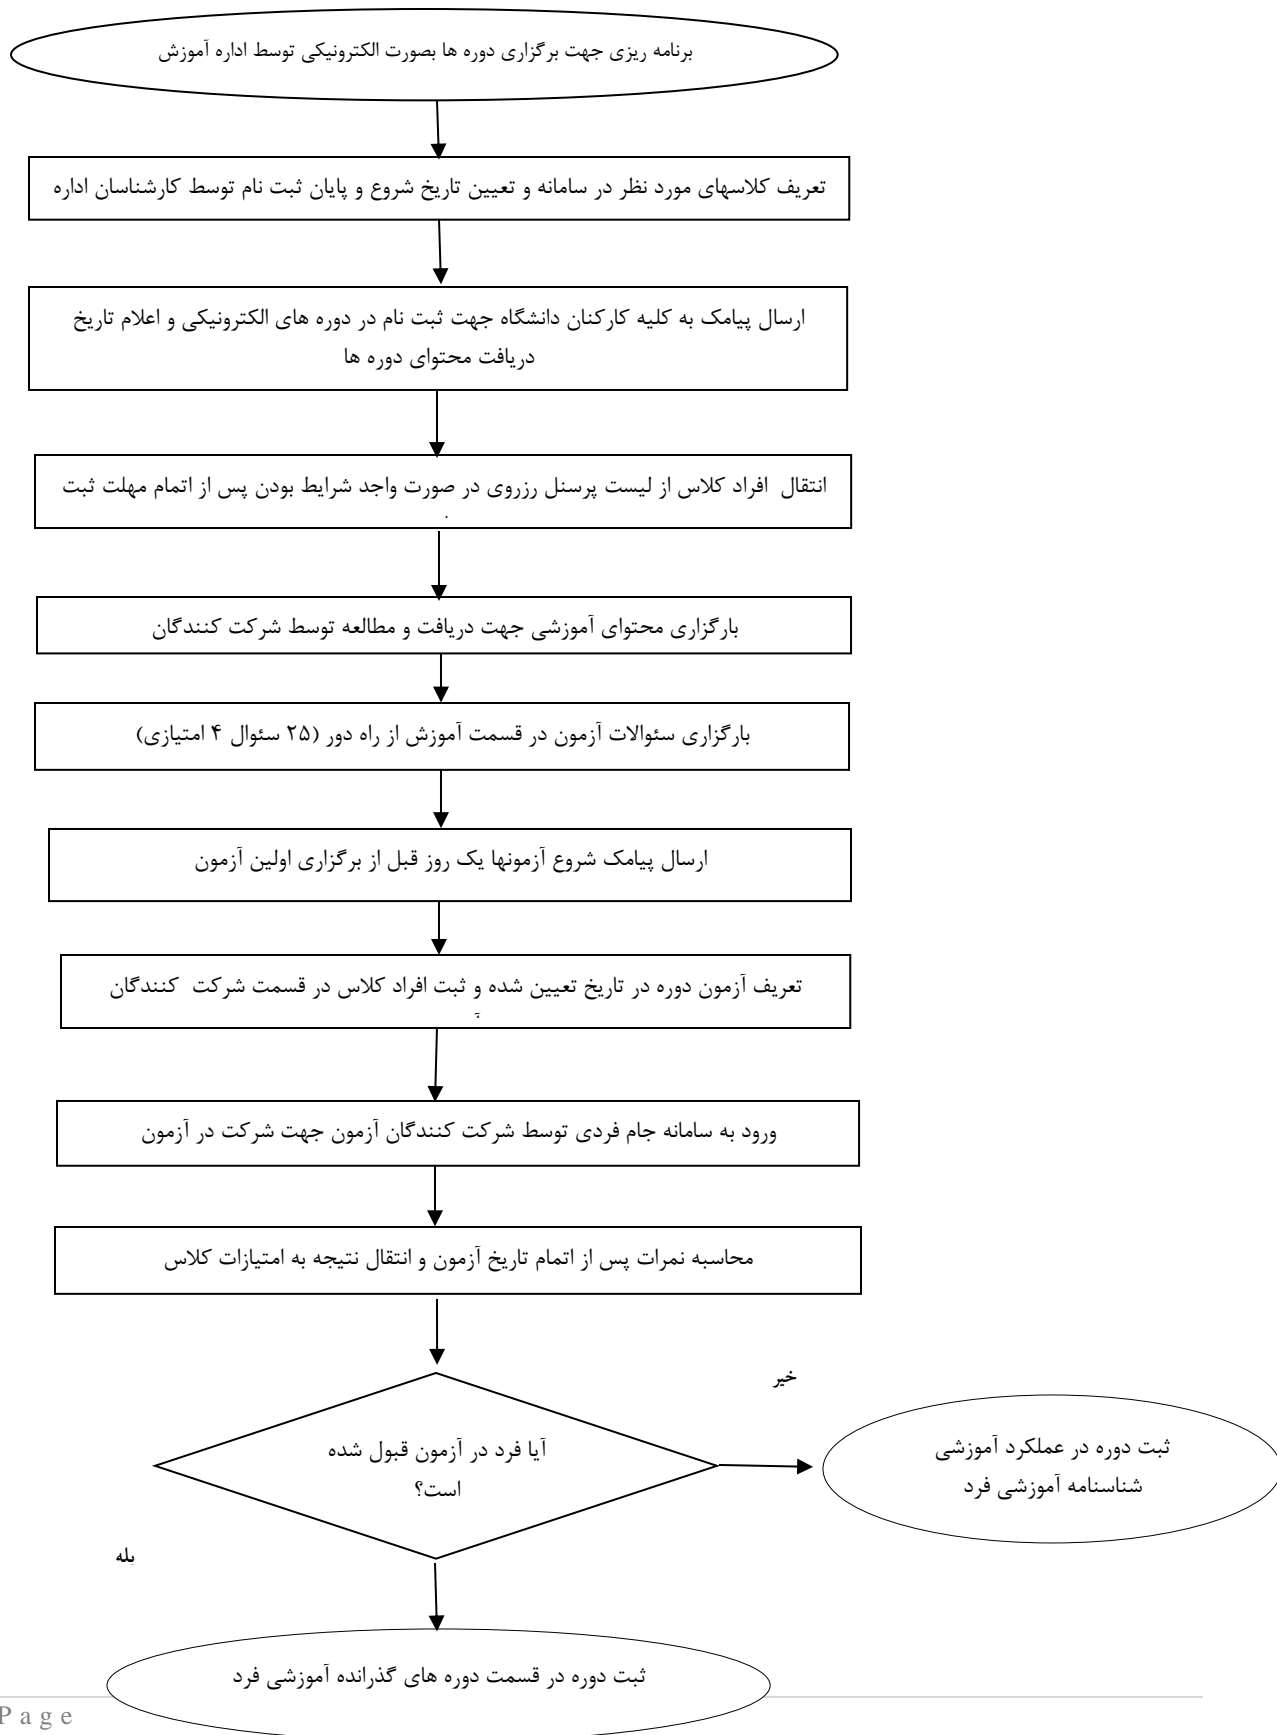 برنامه ریزی جهت برگزاری دوره ها بصورت الکترونیکی توسط اداره آموزش
تعریف کلاسهای مورد نظر در سامانه و تعیین تاریخ شروع و پایان ثبت نام توسط کارشناسان اداره
ارسال پیامک به کلیه کارکنان دانشگاه جهت ثبت نام در دوره های الکترونیکی و اعلام تاریخ
دریافت محتوای دوره ها
انتقال افراد کلاس از لیست پرسنل رزروی در صورت واجد شرایط بودن پس از اتمام مهلت ثبت
بارگزاری محتوای آموزشی جهت دریافت و مطالعه توسط شرکت کنندگان
بارگزاری سئوالات آزمون در قسمت آموزش از راه دور (۲۵ سئوال ۴ امتیازی)
ارسال پیامک شروع آزمونها یک روز قبل از برگزاری اولین آزمون
تعریف آزمون دوره در تاریخ تعیین شده و ثبت افراد کلاس در قسمت شرکت کنندگان
ورود به سامانه جام فردی توسط شرکت کنندگان آزمون جهت شرکت در آزمون
محاسبه نمرات پس از اتمام تاریخ آزمون و انتقال نتیجه به امتیازات کلاس
خیر
آیا فرد در آزمون قبول شده
است؟
ثبت دوره در عملکرد آموزشی
شناسنامه آموزشی فرد
بله
ثبت دوره در قسمت دوره های گذرانده آموزشی فرد
Page